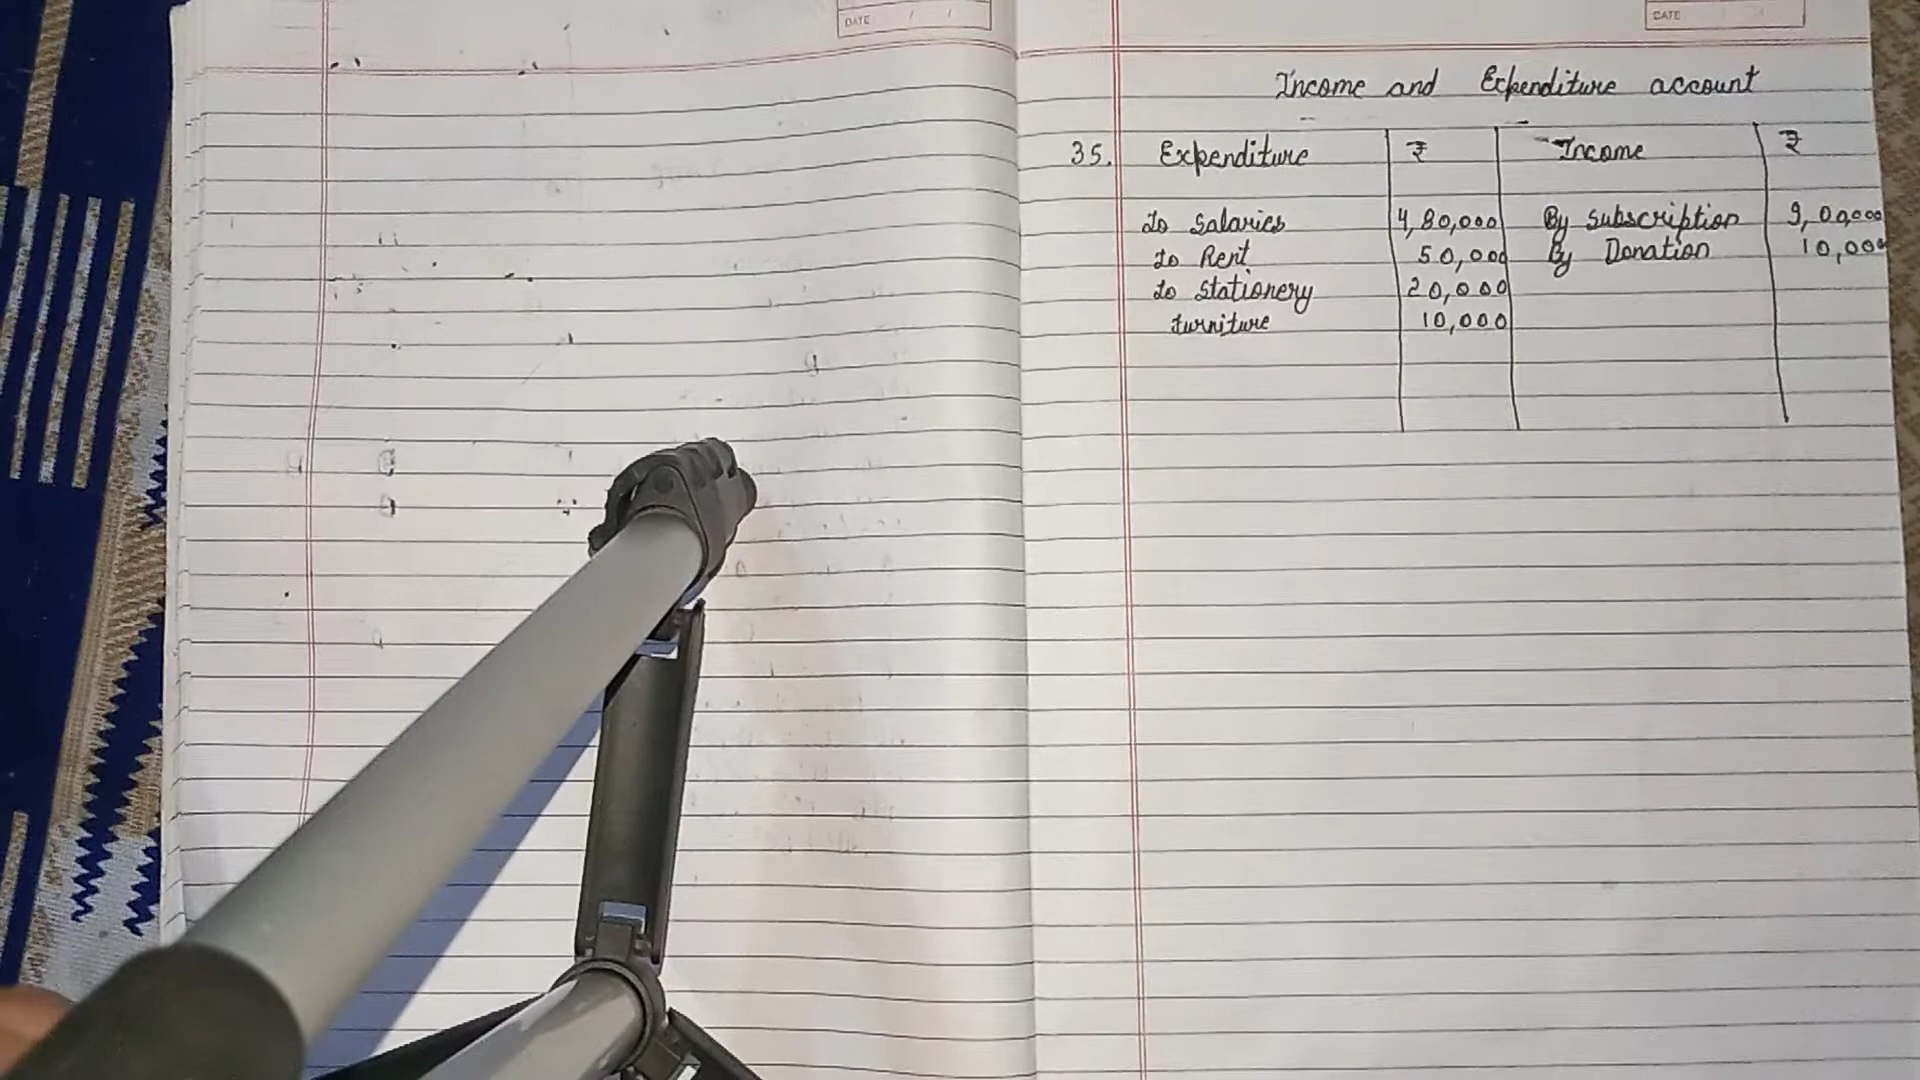 DATE / /
DATE
Income and Expenditure account
35. Expenditure ₹ Income ₹
To Salaries 4,80,000 By Subscription 9,00,000
To Rent 50,000 By Donation 10,000
To Stationery 20,000
furniture 10,000